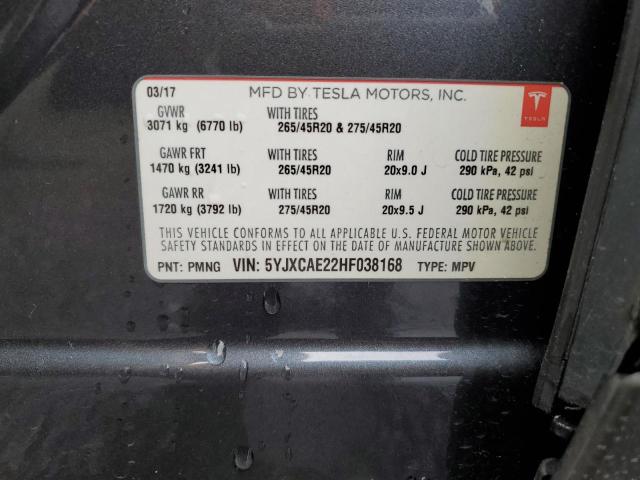 03/17 MFD BY TESLA MOTORS, INC.
GVWR WITH TIRES
3071 kg (6770 lb) 265/45R20 & 275/45R20
TESLA
GAWR FRT WITH TIRES RIM COLD TIRE PRESSURE
1470 kg (3241 lb) 265/45R20 20x9.0 J 290 kPa, 42 psi
GAWR RR WITH TIRES RIM COLD TIRE PRESSURE
1720 kg (3792 lb) 275/45R20 20x9.5 J 290 kPa, 42 psi
THIS VEHICLE CONFORMS TO ALL APPLICABLE U.S. FEDERAL MOTOR VEHICLE
SAFETY STANDARDS IN EFFECT ON THE DATE OF MANUFACTURE SHOWN ABOVE.
PNT: PMNG VIN: 5YJXCAE22HF038168 TYPE: MPV